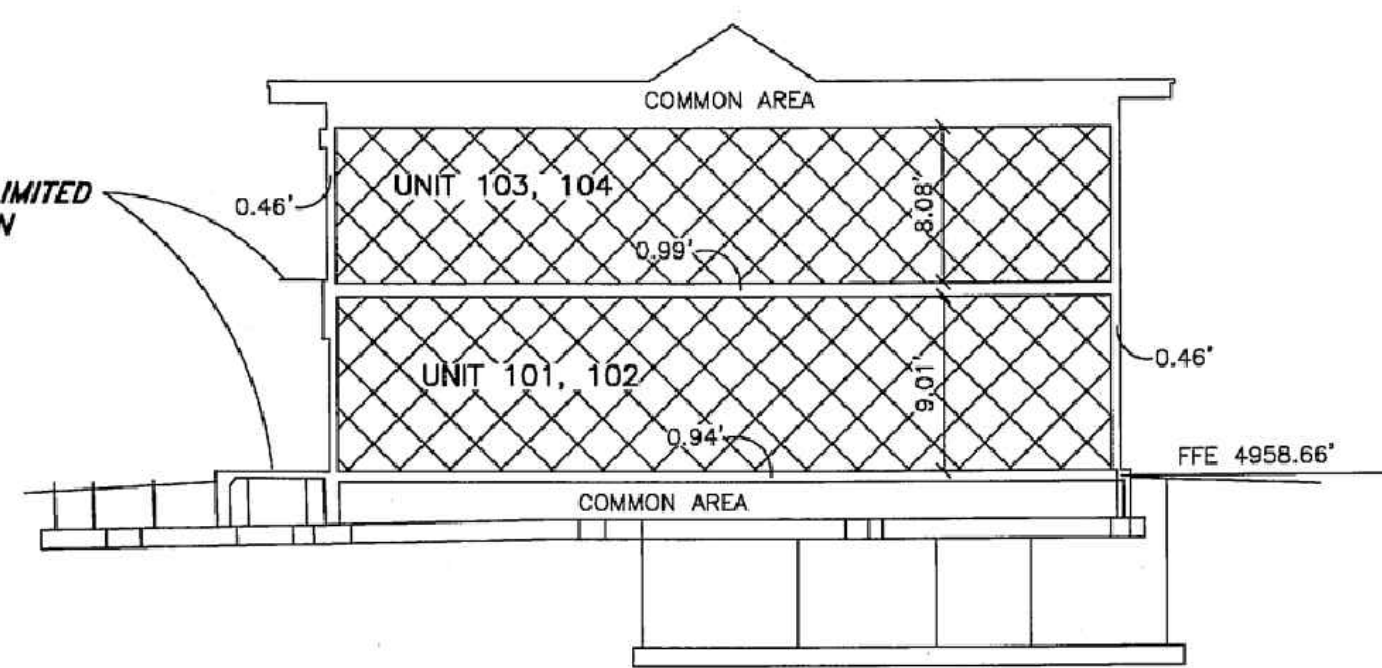 COMMON AREA
IMITED
N
0.46'
UNIT 103, 104
8.08'
0.99'
UNIT 101, 102
9.01'
0.46'
0.94'
FFE 4958.66'
COMMON AREA